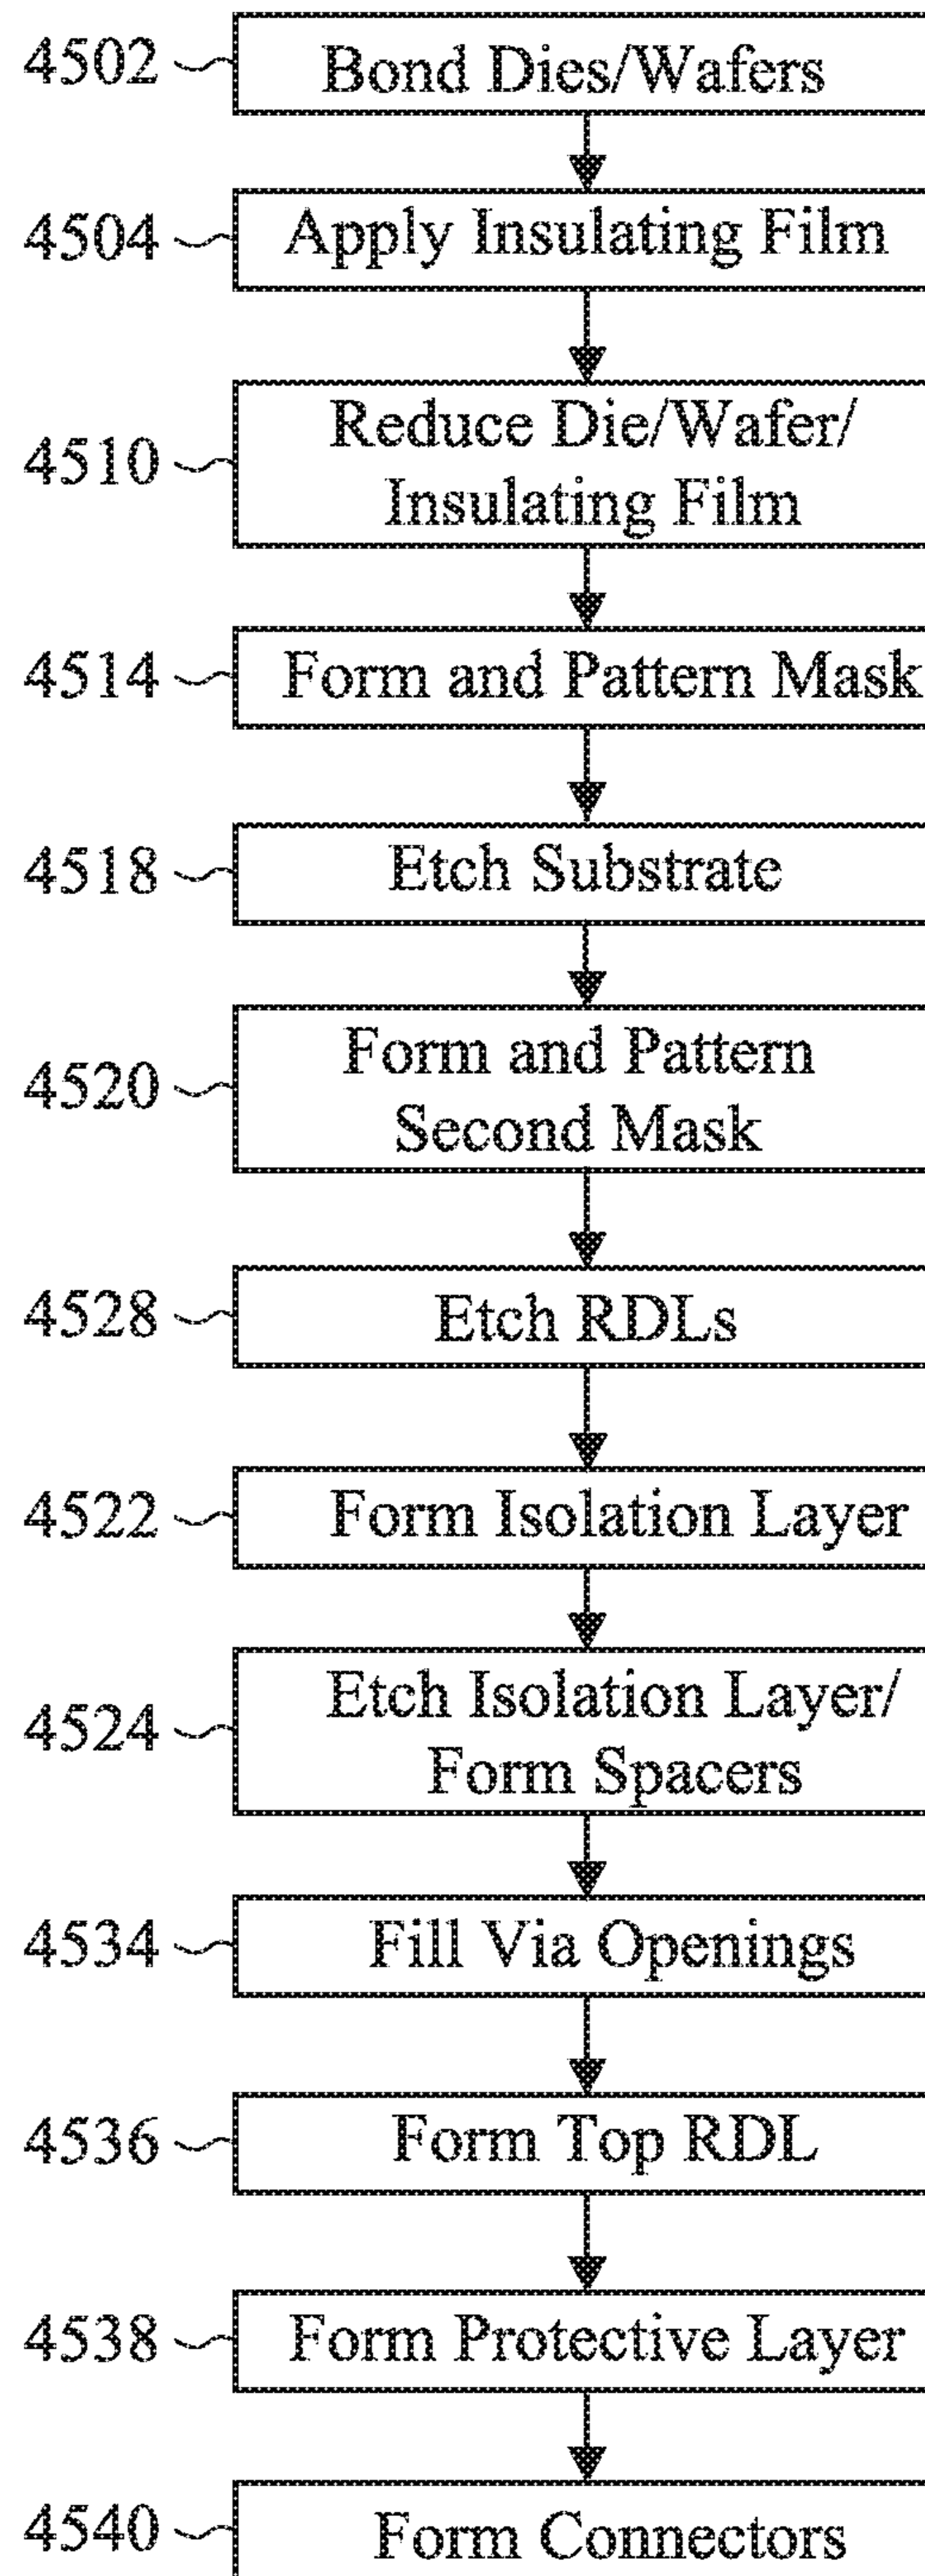 4502 Bond Dies/Wafers
4504 Apply Insulating Film
4510 Reduce Die/Wafer/
Insulating Film
4514 Form and Pattern Mask
4518 Etch Substrate
4520 Form and Pattern
Second Mask
4528 Etch RDLs
4522 Form Isolation Layer
4524 Etch Isolation Layer/
Form Spacers
4534 Fill Via Openings
4536 Form Top RDL
4538 Form Protective Layer
4540 Form Connectors